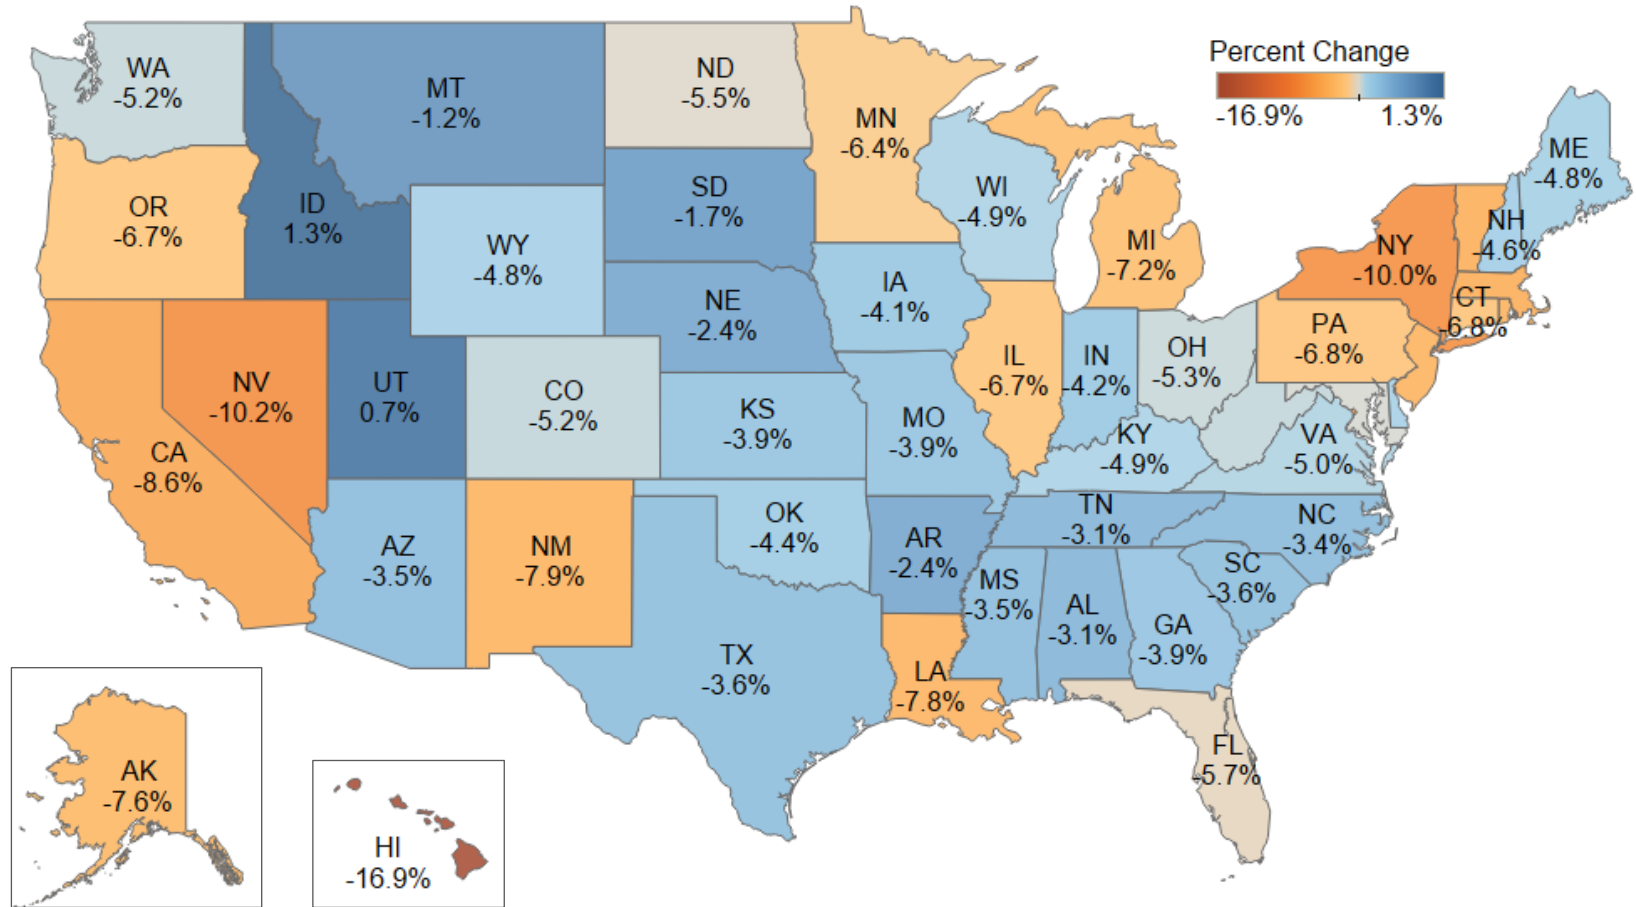 Percent Change
-16.9%
1.3%
WA
-5.2%
MT
-1.2%
ND
-5.5%
MN
-6.4%
OR
-6.7%
ID
1.3%
WY
-4.8%
SD
-1.7%
WI
-4.9%
MI
-7.2%
NY
-10.0%
NH
-4.6%
ME
-4.8%
NE
-2.4%
IA
-4.1%
CT
-6.8%
PA
-6.8%
NV
-10.2%
UT
0.7%
CO
-5.2%
KS
-3.9%
MO
-3.9%
IL
-6.7%
IN
-4.2%
OH
-5.3%
CA
-8.6%
KY
-4.9%
VA
-5.0%
AZ
-3.5%
NM
-7.9%
OK
-4.4%
AR
-2.4%
TN
-3.1%
NC
-3.4%
MS
-3.5%
AL
-3.1%
GA
-3.9%
SC
-3.6%
TX
-3.6%
LA
-7.8%
FL
-5.7%
AK
-7.6%
HI
-16.9%